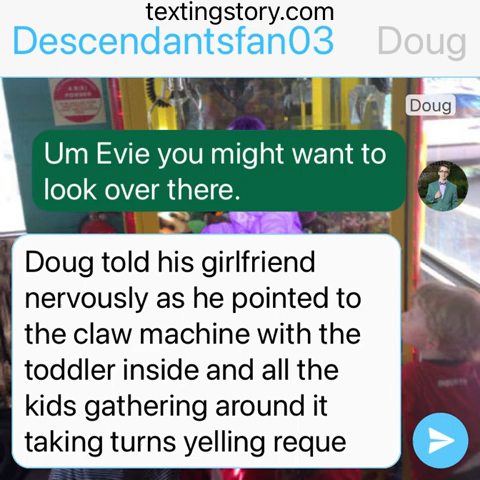 textingstory.com
Descendantsfan03 Doug
Doug
Um Evie you might want to
look over there.
Doug told his girlfriend
nervously as he pointed to
the claw machine with the
toddler inside and all the
kids gathering around it
taking turns yelling reque